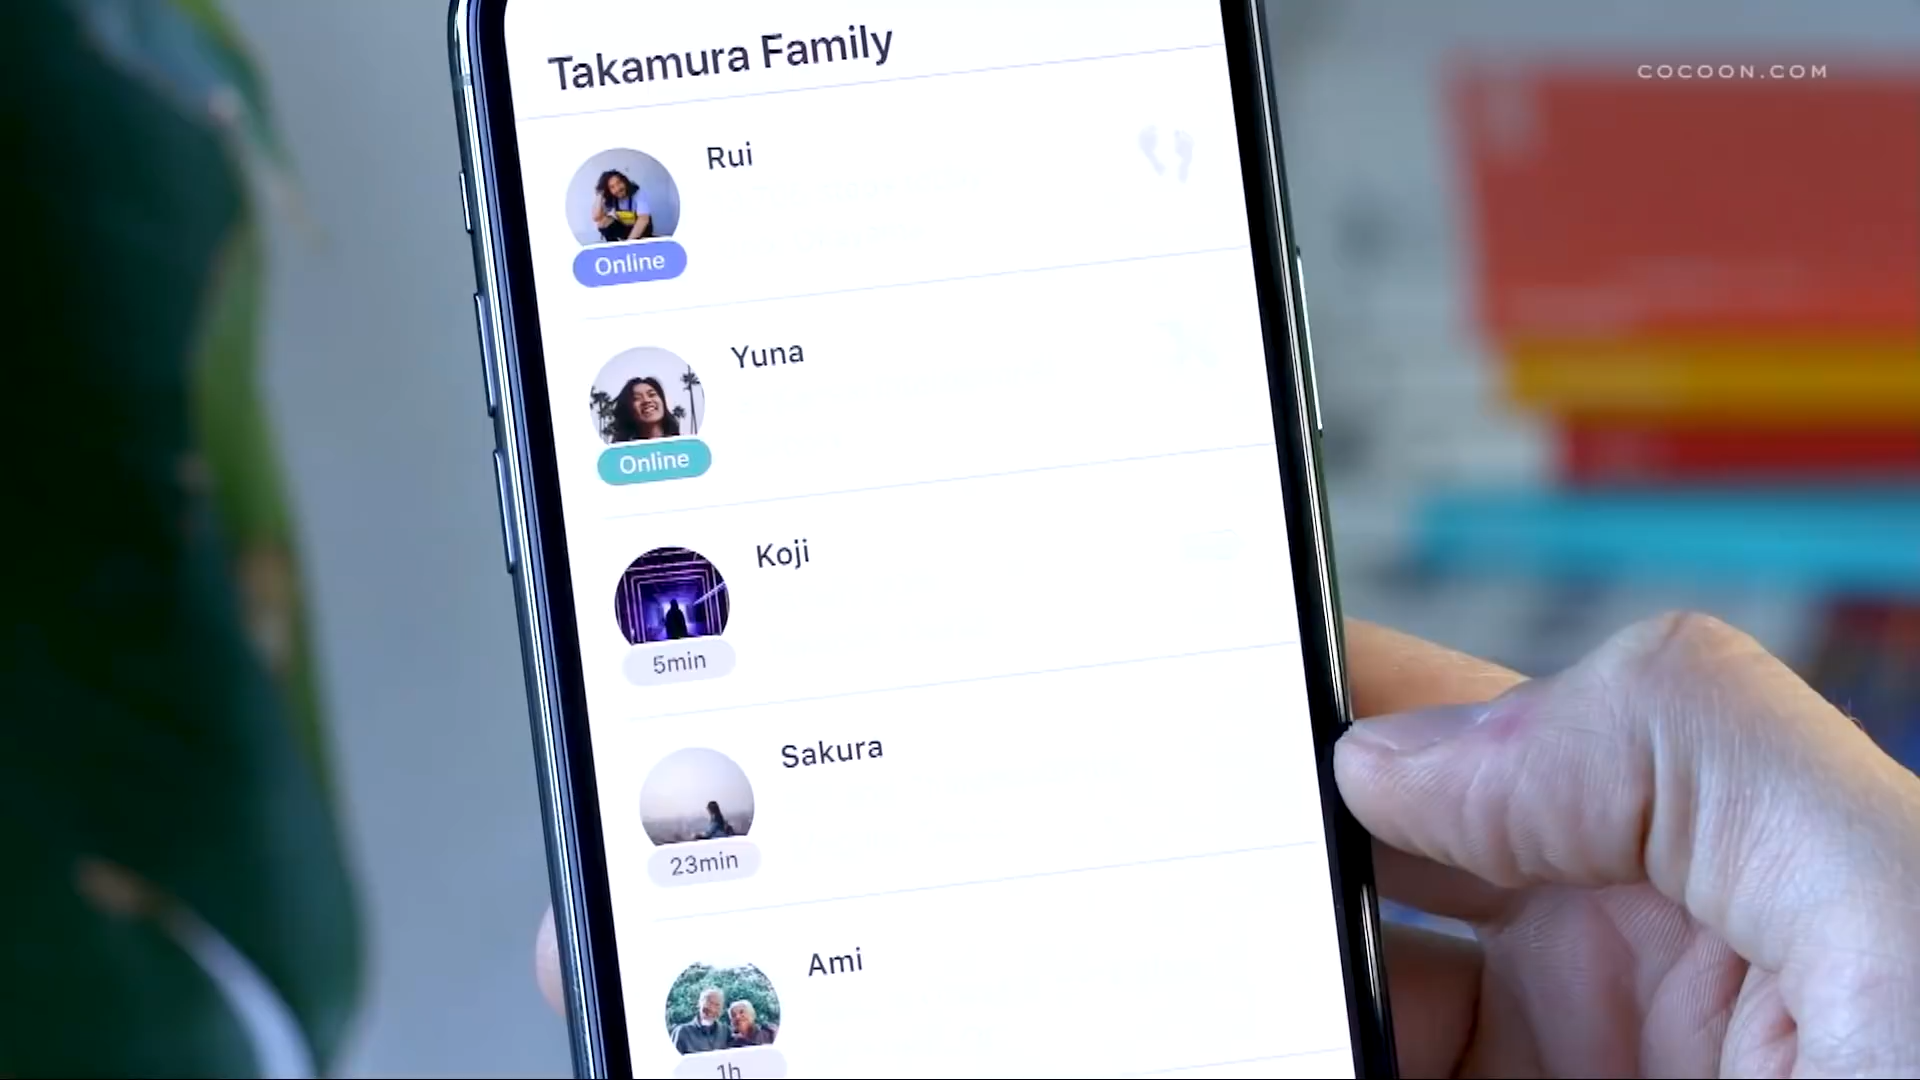 COCOON.COM
Takamura Family
Rui
Online
Yuna
Online
Koji
5min
Sakura
23min
Ami
1h